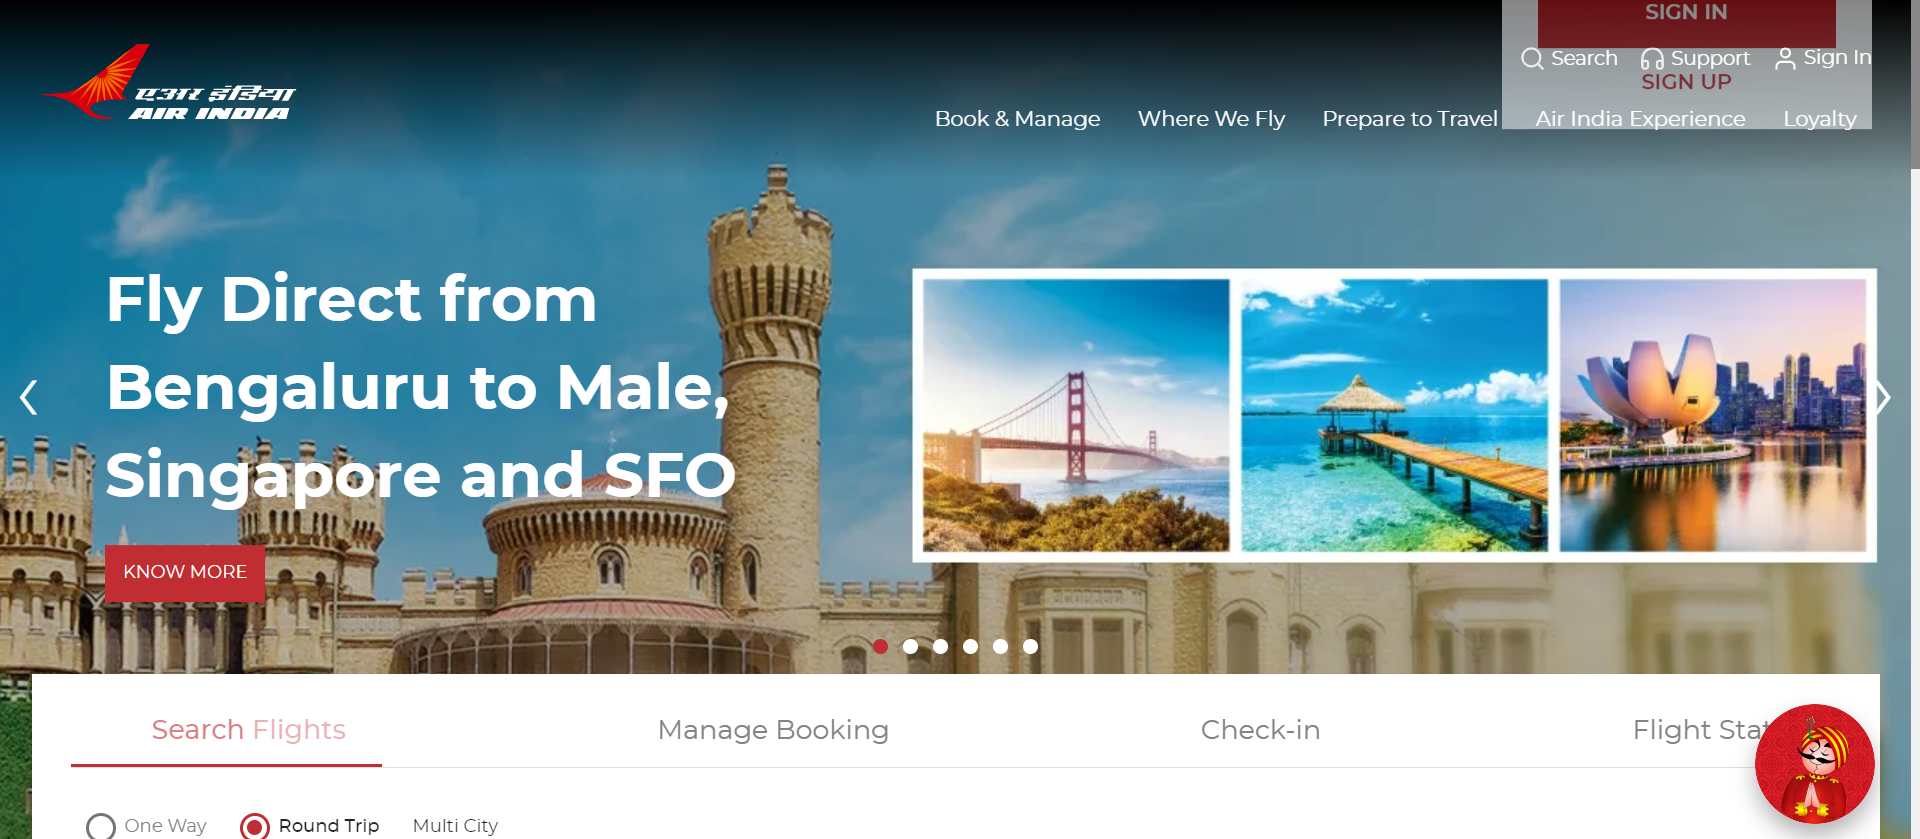 SIGN IN
Search
Support
Sign In
SIGN UP
एअर इंडिया
AIR INDIA
Book & Manage
Where We Fly
Prepare to Travel
Air India Experience
Loyalty
Fly Direct from
Bengaluru to Male,
Singapore and SFO
KNOW MORE
Search Flights
Manage Booking
Check-in
Flight Stat
One Way
Round Trip
Multi City